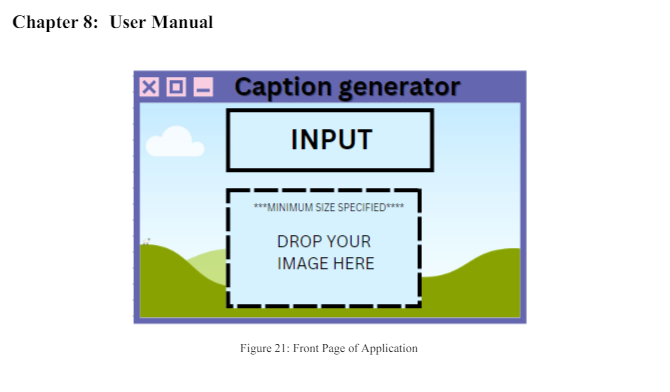 Chapter 8: User Manual
Caption generator
INPUT
***MINIMUM SIZE SPECIFIED****
DROP YOUR
IMAGE HERE
Figure 21: Front Page of Application